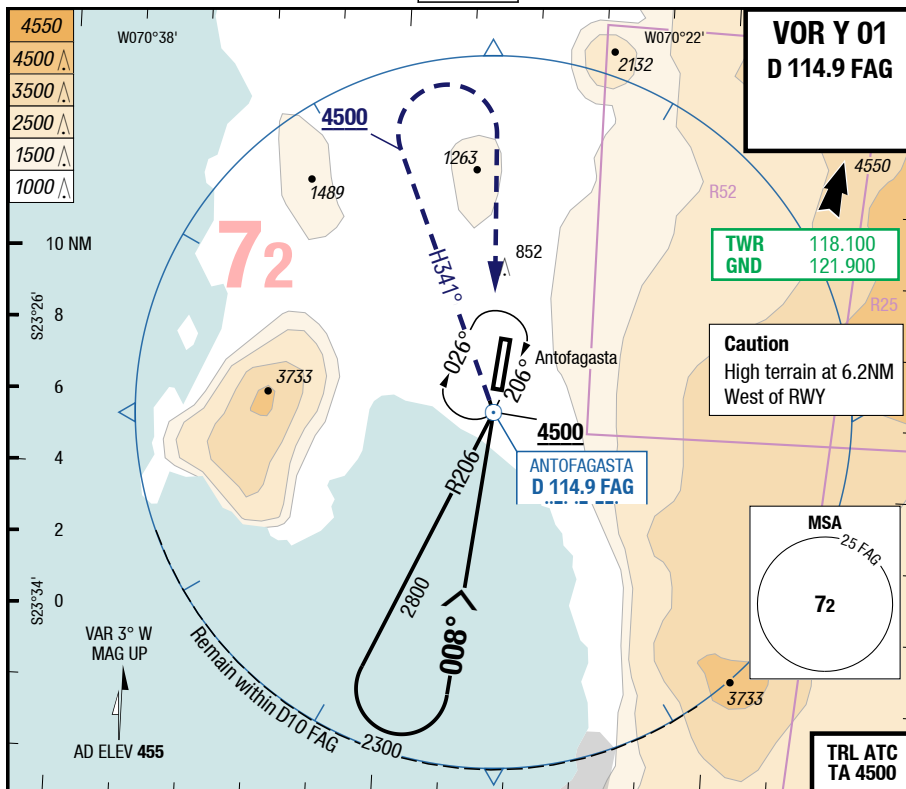 4550
4500
3500
2500
1500
1000
W070°38'
W070°22'
2132
VOR Y 01
D 114.9 FAG
4500
1263
1489
4550
R52
72
TWR 118.100
GND 121.900
10 NM
852
H341°
S23°26'
8
R25
Caution
High terrain at 6.2NM
West of RWY
026°
206°
Antofagasta
6
3733
4500
4
ANTOFAGASTA
D 114.9 FAG
R206
2
MSA
25 FAG
72
S23°34'
0
2800
008°
VAR 3° W
MAG UP
Remain within D10 FAG
3733
2300
AD ELEV 455
TRL ATC
TA 4500